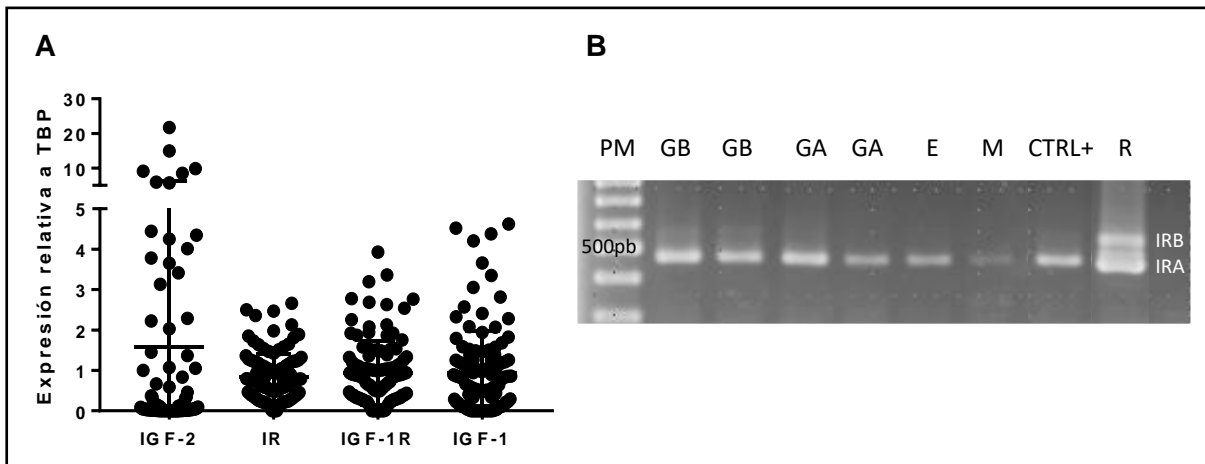 A
Expresión relativa a TBP
30
20
10
5
4
3
2
1
0
IGF-2 IR IGF-1R IGF-1
B
PM GB GB GA GA E M CTRL+ R
500pb
IRB
IRA